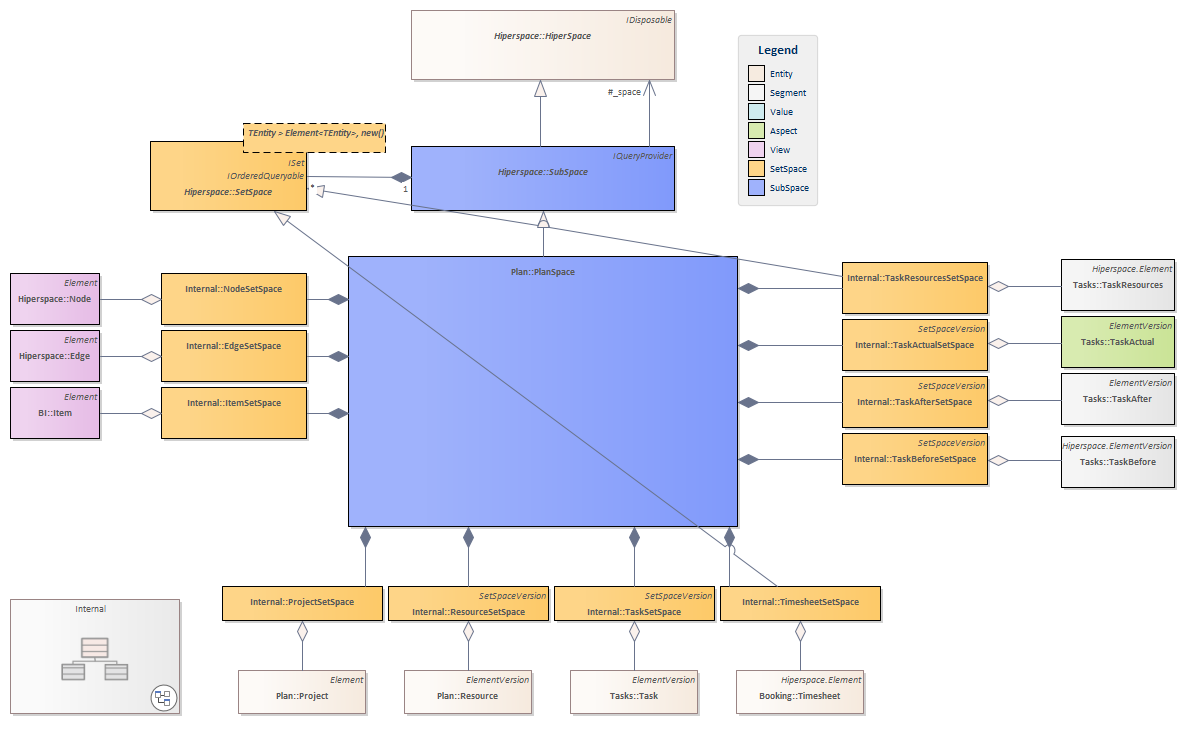 IDisposable
Hiperspace::HiperSpace
#_space
Legend
Entity
Segment
Value
Aspect
View
SetSpace
SubSpace
TEntity > Element<TEntity>, new()
ISet
IOrderedQueryable
Hiperspace::SetSpace
*
1
IQueryProvider
Hiperspace::SubSpace
Plan::PlanSpace
Element
Hiperspace::Node
Internal::NodeSetSpace
Element
Hiperspace::Edge
Internal::EdgeSetSpace
Element
BI::Item
Internal::ItemSetSpace
Internal::TaskResourcesSetSpace
Hiperspace.Element
Tasks::TaskResources
SetSpaceVersion
Internal::TaskActualSetSpace
ElementVersion
Tasks::TaskActual
SetSpaceVersion
Internal::TaskAfterSetSpace
ElementVersion
Tasks::TaskAfter
SetSpaceVersion
Internal::TaskBeforeSetSpace
Hiperspace.ElementVersion
Tasks::TaskBefore
Internal::ProjectSetSpace
SetSpaceVersion
Internal::ResourceSetSpace
SetSpaceVersion
Internal::TaskSetSpace
Internal::TimesheetSetSpace
Internal
Element
Plan::Project
ElementVersion
Plan::Resource
ElementVersion
Tasks::Task
Hiperspace.Element
Booking::Timesheet